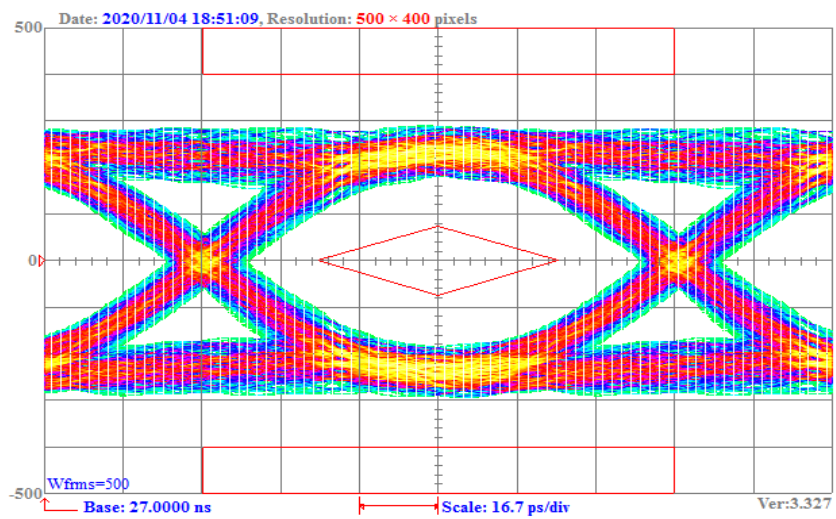 Date: 2020/11/04 18:51:09, Resolution: 500 × 400 pixels
500
0
-500
Wfrms=500
Base: 27.0000 ns
Scale: 16.7 ps/div
Ver:3.327